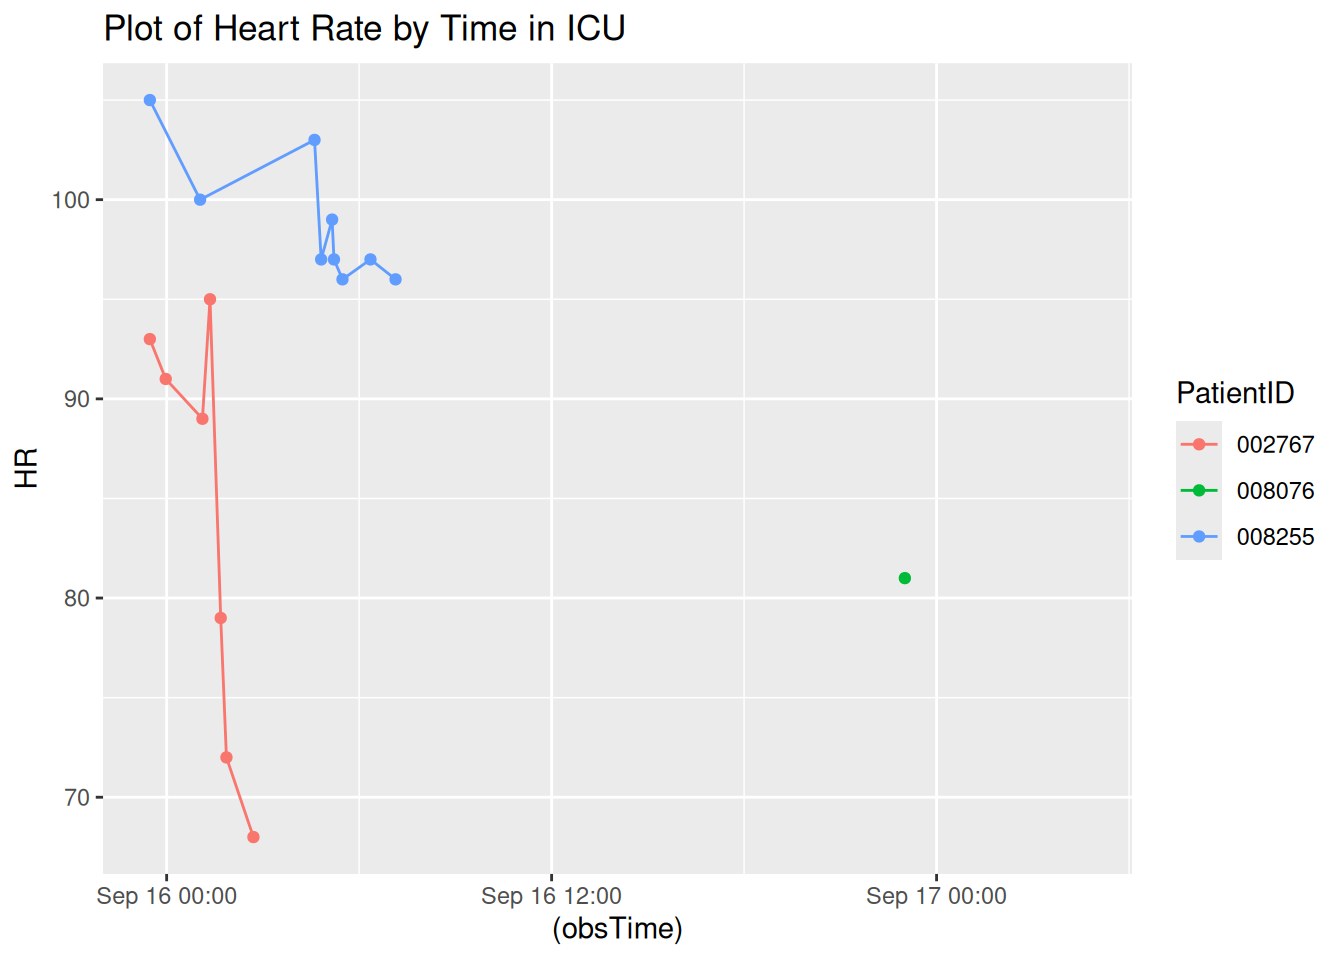 Plot of Heart Rate by Time in ICU
HR
100
90
80
70
Sep 16 00:00
Sep 16 12:00
Sep 17 00:00
(obsTime)
PatientID
002767
008076
008255